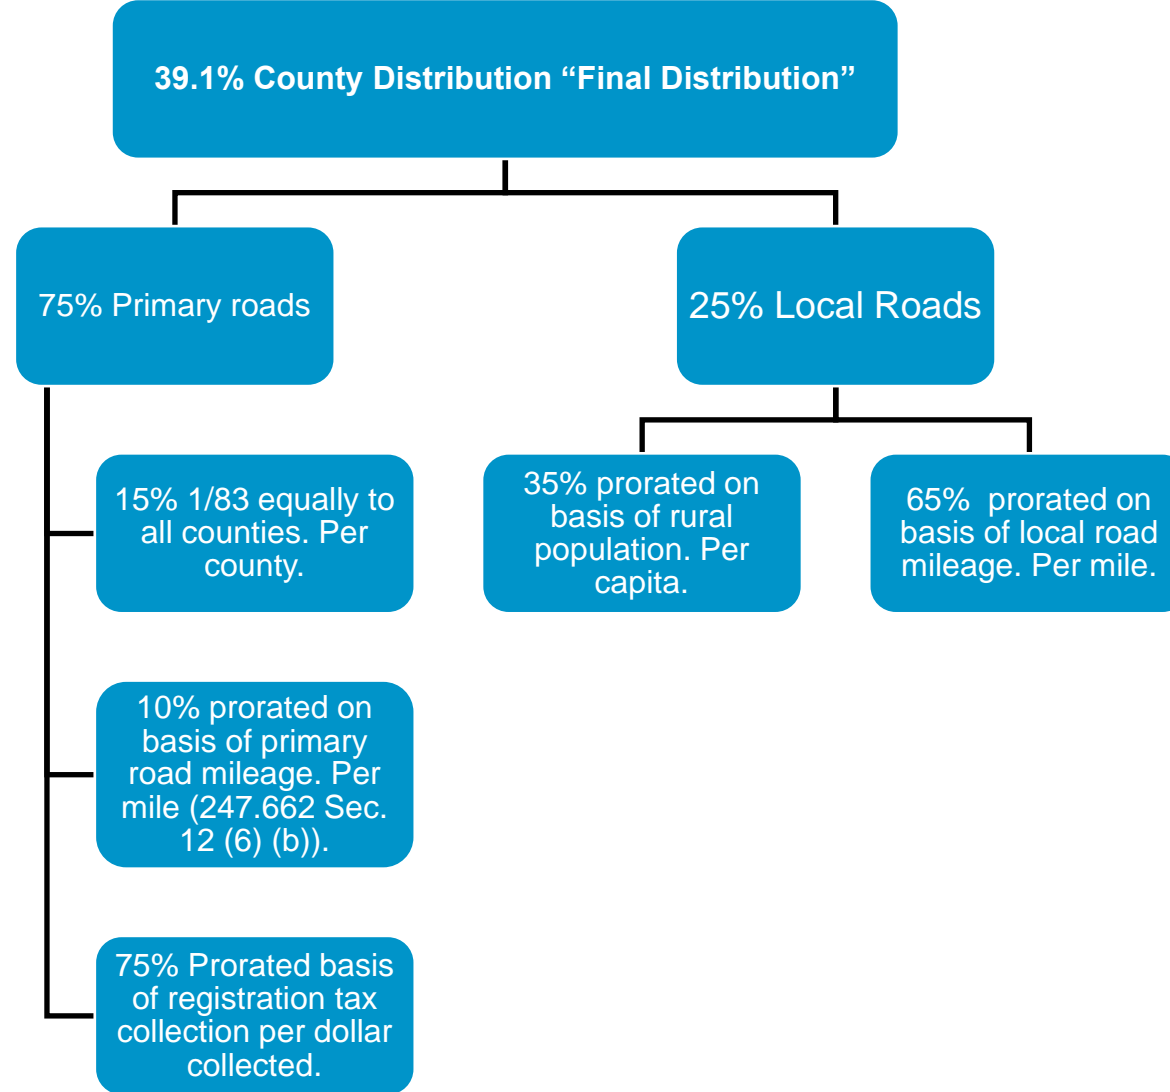 39.1% County Distribution “Final Distribution”
75% Primary roads
25% Local Roads
15% 1/83 equally to
all counties. Per
county.
35% prorated on
basis of rural
population. Per
capita.
65%  prorated on
basis of local road
mileage. Per mile.
10% prorated on
basis of primary
road mileage. Per
mile (247.662 Sec.
12 (6) (b)).
75% Prorated basis
of registration tax
collection per dollar
collected.